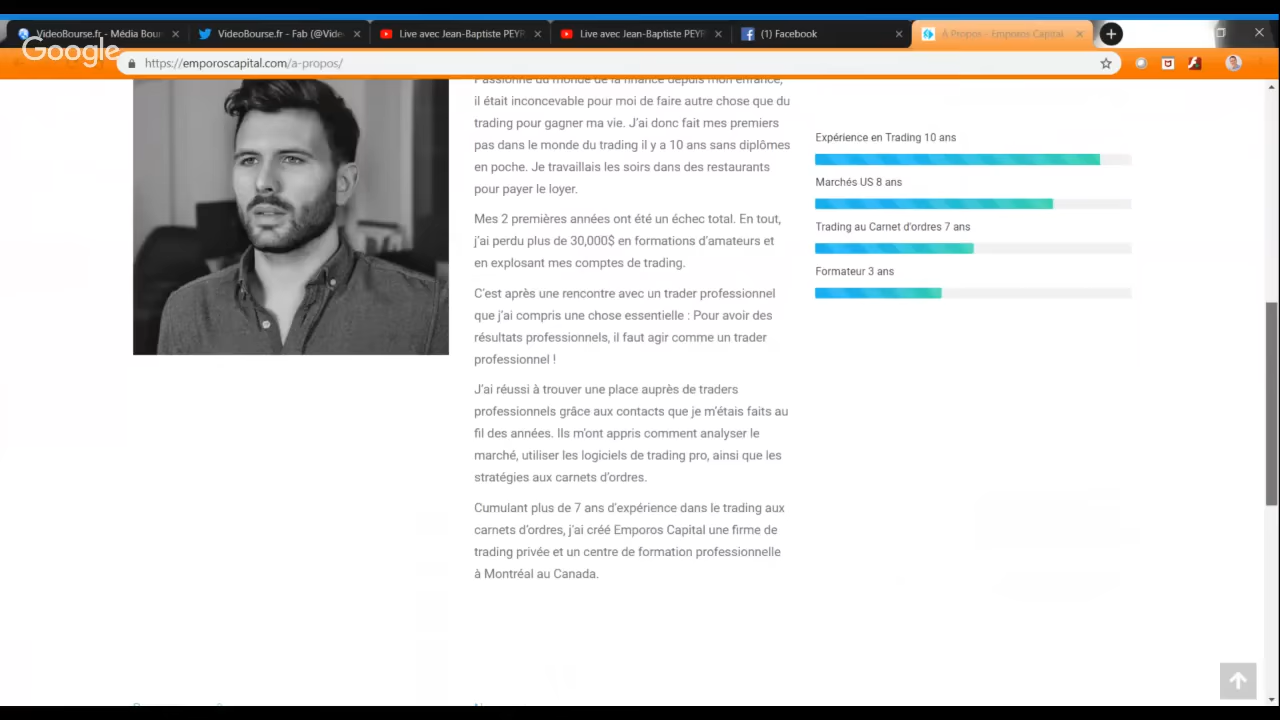 VideoBourse.fr - Média Bour
VideoBourse.fr - Fab (@Vide
Live avec Jean-Baptiste PEYR
Live avec Jean-Baptiste PEYR
(1) Facebook
À Propos - Emporos Capital
Google
https://emporoscapital.com/a-propos/
Passionné du monde de la finance depuis mon enfance,
il était inconcevable pour moi de faire autre chose que du
trading pour gagner ma vie. J'ai donc fait mes premiers
pas dans le monde du trading il y a 10 ans sans diplômes
en poche. Je travaillais les soirs dans des restaurants
pour payer le loyer.
Mes 2 premières années ont été un échec total. En tout,
j'ai perdu plus de 30,000$ en formations d'amateurs et
en explosant mes comptes de trading.
C'est après une rencontre avec un trader professionnel
que j'ai compris une chose essentielle : Pour avoir des
résultats professionnels, il faut agir comme un trader
professionnel !
J'ai réussi à trouver une place auprès de traders
professionnels grâce aux contacts que je m'étais faits au
fil des années. Ils m'ont appris comment analyser le
marché, utiliser les logiciels de trading pro, ainsi que les
stratégies aux carnets d'ordres.
Cumulant plus de 7 ans d'expérience dans le trading aux
carnets d'ordres, j'ai créé Emporos Capital une firme de
trading privée et un centre de formation professionnelle
à Montréal au Canada.
Expérience en Trading 10 ans
Marchés US 8 ans
Trading au Carnet d'ordres 7 ans
Formateur 3 ans